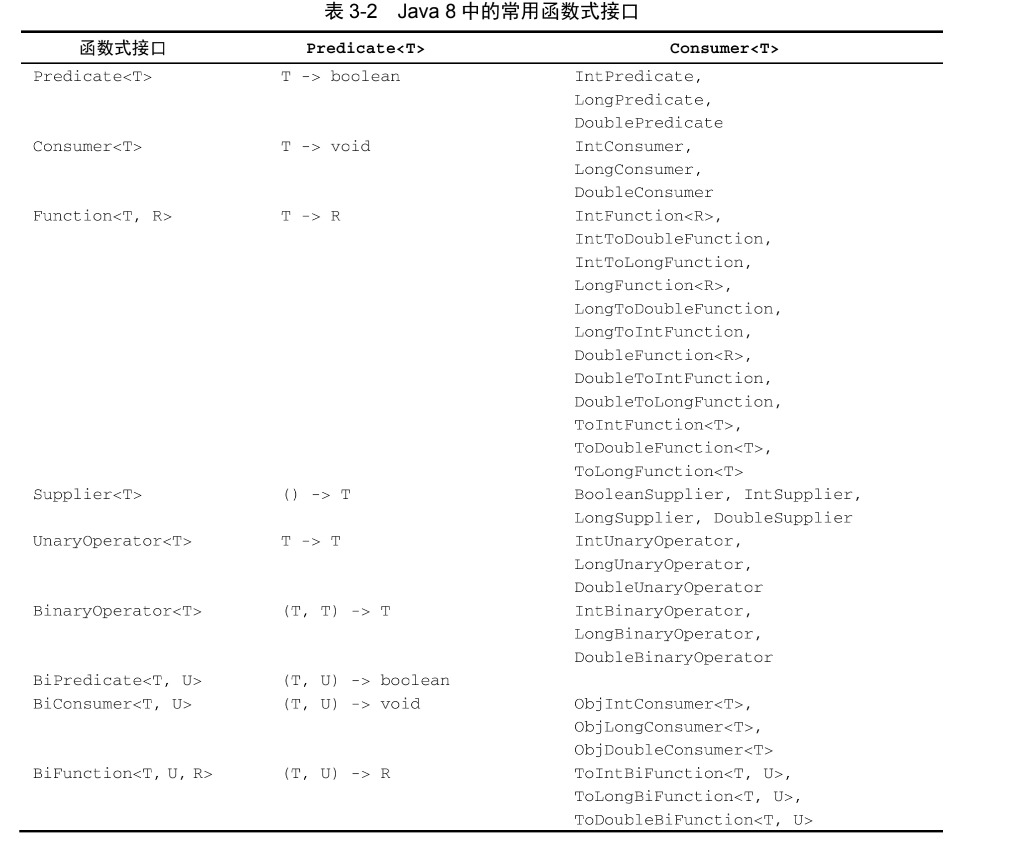 表 3-2 Java 8 中的常用函数式接口
函数式接口 Predicate<T> Consumer<T>
Predicate<T> T -> boolean IntPredicate,
LongPredicate,
DoublePredicate
Consumer<T> T -> void IntConsumer,
LongConsumer,
DoubleConsumer
Function<T, R> T -> R IntFunction<R>,
IntToDoubleFunction,
IntToLongFunction,
LongFunction<R>,
LongToDoubleFunction,
LongToIntFunction,
DoubleFunction<R>,
DoubleToIntFunction,
DoubleToLongFunction,
ToIntFunction<T>,
ToDoubleFunction<T>,
ToLongFunction<T>
Supplier<T> () -> T BooleanSupplier, IntSupplier,
LongSupplier, DoubleSupplier
UnaryOperator<T> T -> T IntUnaryOperator,
LongUnaryOperator,
DoubleUnaryOperator
BinaryOperator<T> (T, T) -> T IntBinaryOperator,
LongBinaryOperator,
DoubleBinaryOperator
BiPredicate<T, U> (T, U) -> boolean
BiConsumer<T, U> (T, U) -> void ObjIntConsumer<T>,
ObjLongConsumer<T>,
ObjDoubleConsumer<T>
BiFunction<T, U, R> (T, U) -> R ToIntBiFunction<T, U>,
ToLongBiFunction<T, U>,
ToDoubleBiFunction<T, U>